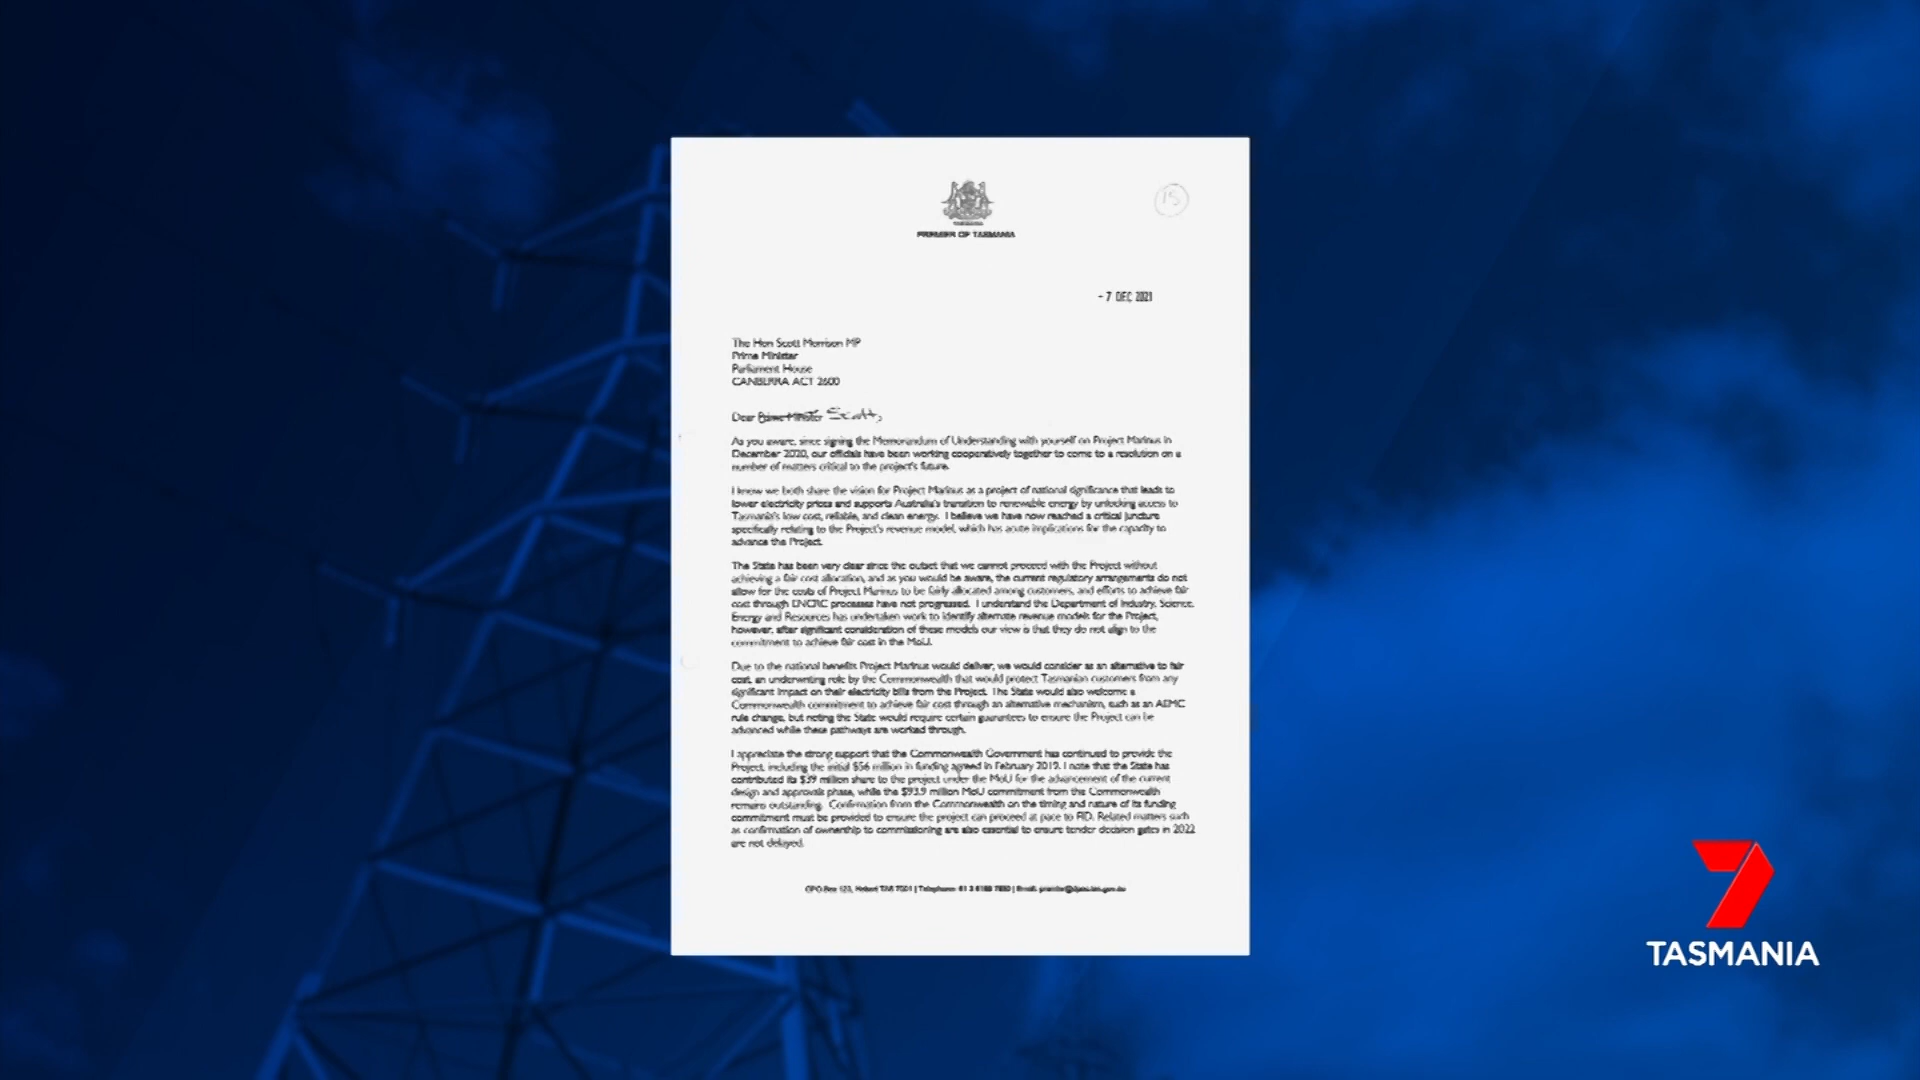 15
TASMANIA
PREMIER OF TASMANIA
- 7 DEC 2021
The Hon Scott Morrison MP
Prime Minister
Parliament House
CANBERRA ACT 2600
Dear Prime Minister Scott,
As you aware, since signing the Memorandum of Understanding with yourself on Project Marinus in
December 2020, our officials have been working cooperatively together to come to a resolution on a
number of matters critical to the project's future.
I know we both share the vision for Project Marinus as a project of national significance that leads to
lower electricity prices and supports Australia's transition to renewable energy by unlocking access to
Tasmania's low cost, reliable, and clean energy. I believe we have now reached a critical juncture
specifically relating to the Project's revenue model, which has acute implications for the capacity to
advance the Project.
The State has been very clear since the outset that we cannot proceed with the Project without
achieving a fair cost allocation, and as you would be aware, the current regulatory arrangements do not
allow for the costs of Project Marinus to be fairly allocated among customers, and efforts to achieve fair
cost through ENCRC processes have not progressed. I understand the Department of Industry, Science,
Energy and Resources has undertaken work to identify alternate revenue models for the Project,
however, after significant consideration of these models our view is that they do not align to the
commitment to achieve fair cost in the MoU.
Due to the national benefits Project Marinus would deliver, we would consider as an alternative to fair
cost, an underwriting role by the Commonwealth that would protect Tasmanian customers from any
significant impact on their electricity bills from the Project. The State would also welcome a
Commonwealth commitment to achieve fair cost through an alternative mechanism, such as an AEMC
rule change, but noting the State would require certain guarantees to ensure the Project can be
advanced while these pathways are worked through.
I appreciate the strong support that the Commonwealth Government has continued to provide the
Project, including the initial $56 million in funding agreed in February 2019. I note that the State has
contributed its $39 million share to the project under the MoU for the advancement of the current
design and approvals phase, while the $93.9 million MoU commitment from the Commonwealth
remains outstanding. Confirmation from the Commonwealth on the timing and nature of its funding
commitment must be provided to ensure the project can proceed at pace to FID. Related matters such
as confirmation of ownership to commissioning are also essential to ensure tender decision gates in 2022
are not delayed.
GPO Box 123, Hobart TAS 7001 | Telephone: 61 3 6165 | Email: premier@dpac.tas.gov.au
7
TASMANIA